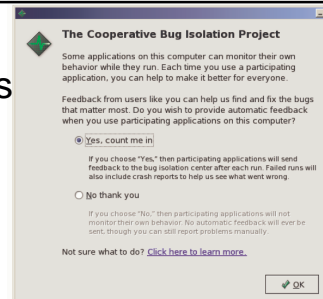 The Cooperative Bug Isolation Project
Some applications on this computer can monitor their own
behavior while they run. Each time you use a participating
application, you can help to make it better for everyone.
Feedback from users like you can help us find and fix the bugs
that matter most. Do you wish to provide automatic feedback
when you use participating applications on this computer?
Yes, count me in
If you choose "Yes," then participating applications will send
feedback to the bug isolation center after each run. Failed runs will
also include crash reports to help us see what went wrong.
No thank you
If you choose "No," then participating applications will not
monitor their own behavior. No automatic feedback will ever be
sent, though you can still report problems manually.
Not sure what to do? Click here to learn more.
OK